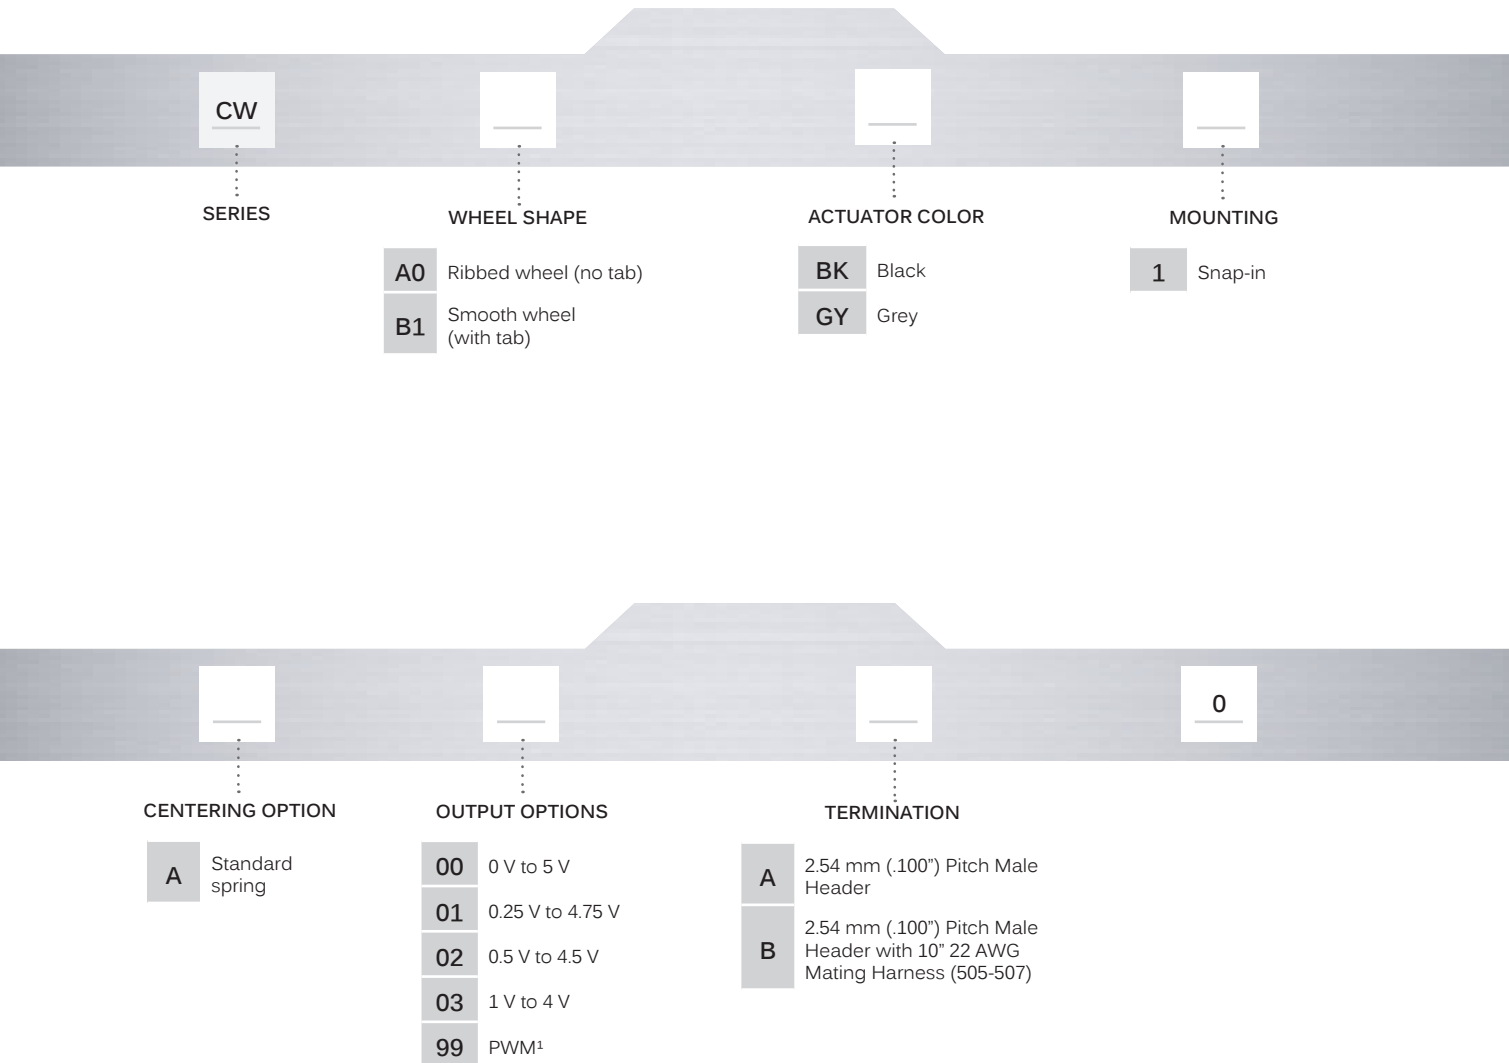 CW
SERIES
WHEEL SHAPE
A0 Ribbed wheel (no tab)
B1 Smooth wheel
(with tab)
ACTUATOR COLOR
BK Black
GY Grey
MOUNTING
1 Snap-in
0
CENTERING OPTION
A Standard
spring
OUTPUT OPTIONS
00 0 V to 5 V
01 0.25 V to 4.75 V
02 0.5 V to 4.5 V
03 1 V to 4 V
99 PWM¹
TERMINATION
A 2.54 mm (.100”) Pitch Male
Header
B 2.54 mm (.100”) Pitch Male
Header with 10” 22 AWG
Mating Harness (505-507)